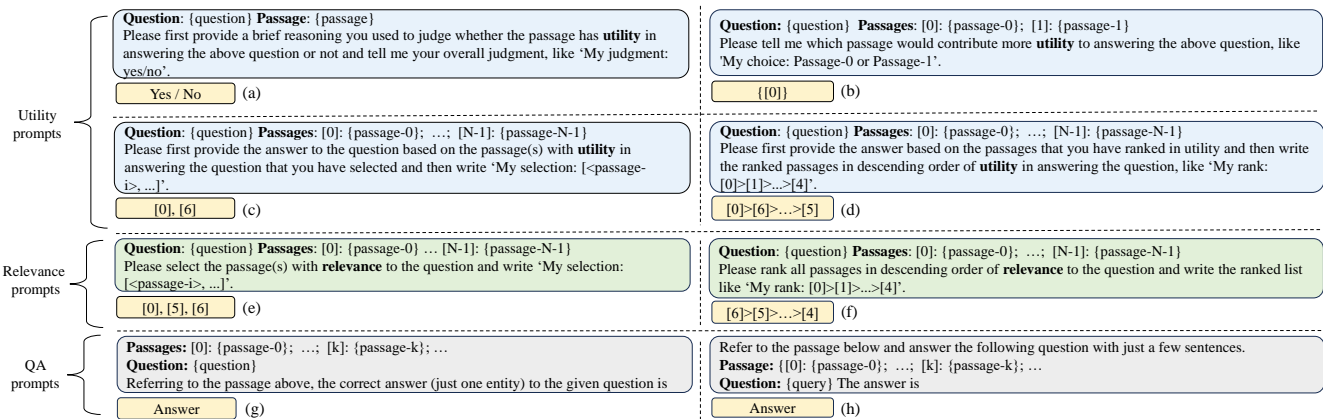 Utility
prompts
Question: {question} Passage: {passage}
Please first provide a brief reasoning you used to judge whether the passage has utility in
answering the above question or not and tell me your overall judgment, like ‘My judgment:
yes/no’.
Yes / No
(a)
Question: {question} Passages: [0]: {passage-0}; [1]: {passage-1}
Please tell me which passage would contribute more utility to answering the above question, like
'My choice: Passage-0 or Passage-1’.
{[0]}
(b)
Question: {question} Passages: [0]: {passage-0}; …; [N-1]: {passage-N-1}
Please first provide the answer to the question based on the passage(s) with utility in
answering the question that you have selected and then write ‘My selection: [<passage-
i>, ...]’.
[0], [6]
(c)
Question: {question} Passages: [0]: {passage-0}; …; [N-1]: {passage-N-1}
Please first provide the answer based on the passages that you have ranked in utility and then write
the ranked passages in descending order of utility in answering the question, like ‘My rank:
[0]>[1]>...>[4]’.
[0]>[6]>…>[5]
(d)
Relevance
prompts
Question: {question} Passages: [0]: {passage-0} … [N-1]: {passage-N-1}
Please select the passage(s) with relevance to the question and write ‘My selection:
[<passage-i>, ...]’.
[0], [5], [6]
(e)
Question: {question} Passages: [0]: {passage-0}; …; [N-1]: {passage-N-1}
Please rank all passages in descending order of relevance to the question and write the ranked list
like ‘My rank: [0]>[1]>...>[4]’.
[6]>[5]>…>[4]
(f)
QA
prompts
Passages: [0]: {passage-0}; …; [k]: {passage-k}; …
Question: {question}
Referring to the passage above, the correct answer (just one entity) to the given question is
Answer
(g)
Refer to the passage below and answer the following question with just a few sentences.
Passage: {[0]: {passage-0}; …; [k]: {passage-k}; …
Question: {query} The answer is
Answer
(h)